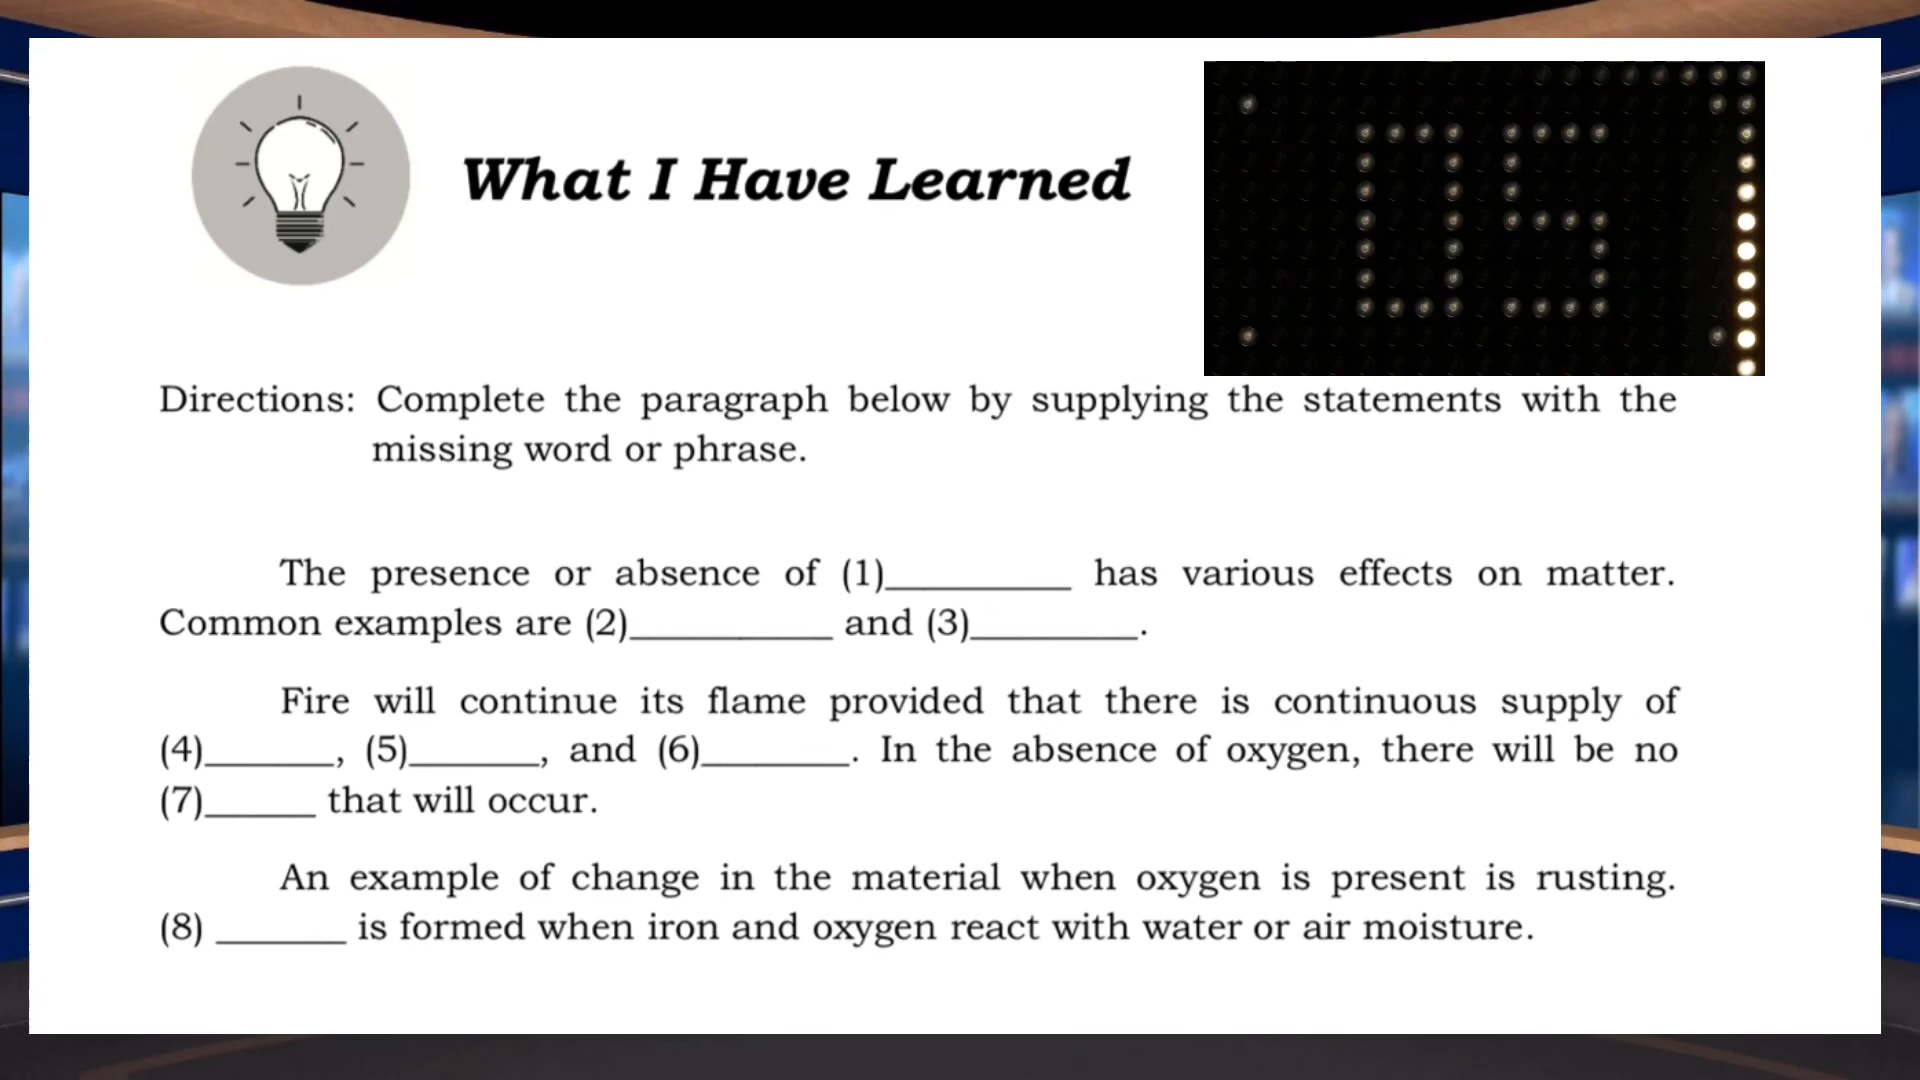 What I Have Learned
05
Directions: Complete the paragraph below by supplying the statements with the
missing word or phrase.
The presence or absence of (1)__________ has various effects on matter.
Common examples are (2)___________ and (3)_________.
Fire will continue its flame provided that there is continuous supply of
(4)_______, (5)_______, and (6)________. In the absence of oxygen, there will be no
(7)______ that will occur.
An example of change in the material when oxygen is present is rusting.
(8) _______ is formed when iron and oxygen react with water or air moisture.